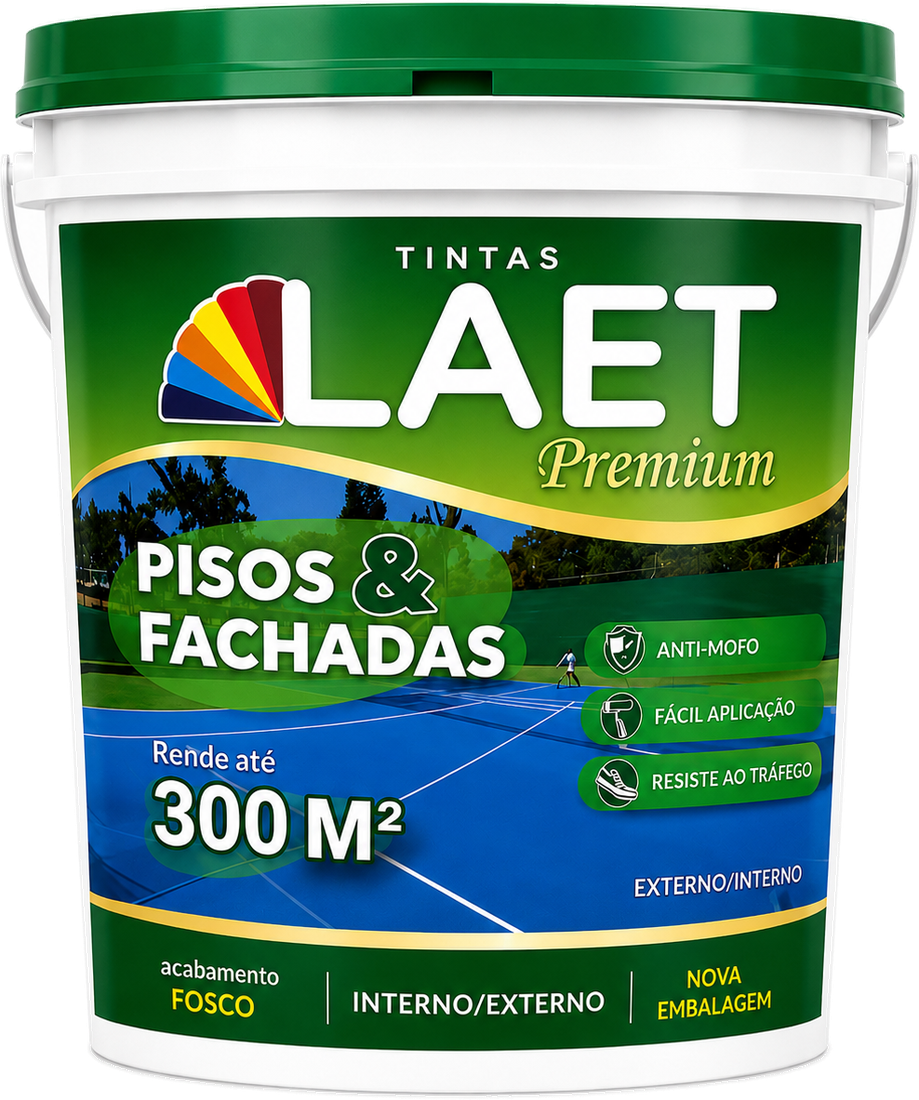 TINTAS
LAET
Premium
PISOS &
FACHADAS
ANTI-MOFO
FÁCIL APLICAÇÃO
RESISTE AO TRÁFEGO
Rende até
300 M²
EXTERNO/INTERNO
acabamento
FOSCO
INTERNO/EXTERNO
NOVA
EMBALAGEM